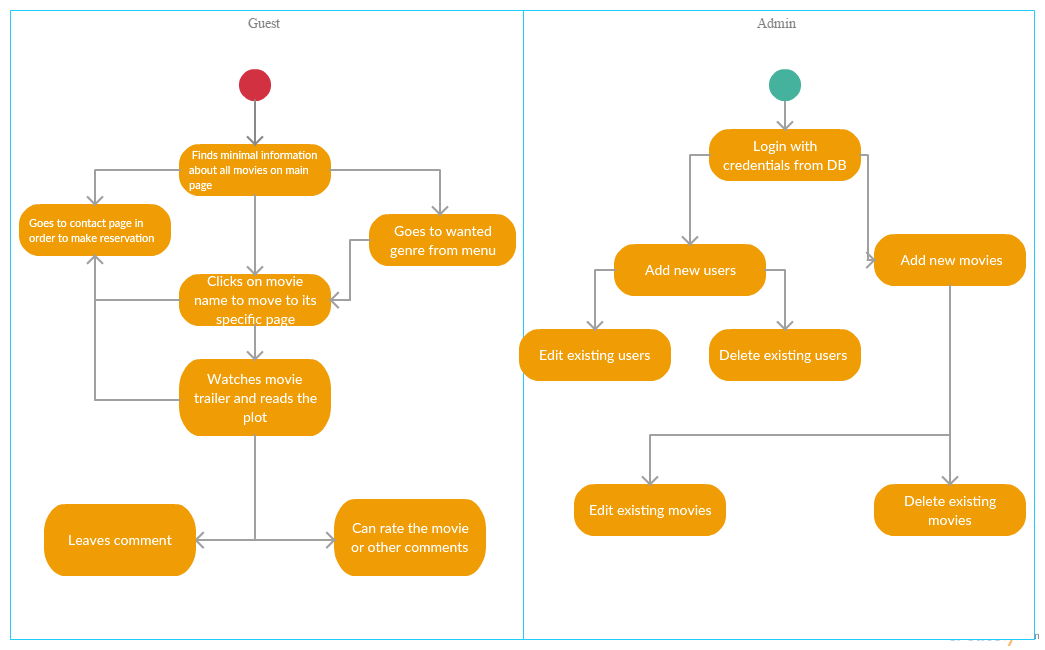 Guest
Admin
Finds minimal information
about all movies on main
page
Login with
credentials from DB
Goes to contact page in
order to make reservation
Goes to wanted
genre from menu
Add new users
Add new movies
Clicks on movie
name to move to its
specific page
Edit existing users
Delete existing users
Watches movie
trailer and reads the
plot
Leaves comment
Can rate the movie
or other comments
Edit existing movies
Delete existing
movies